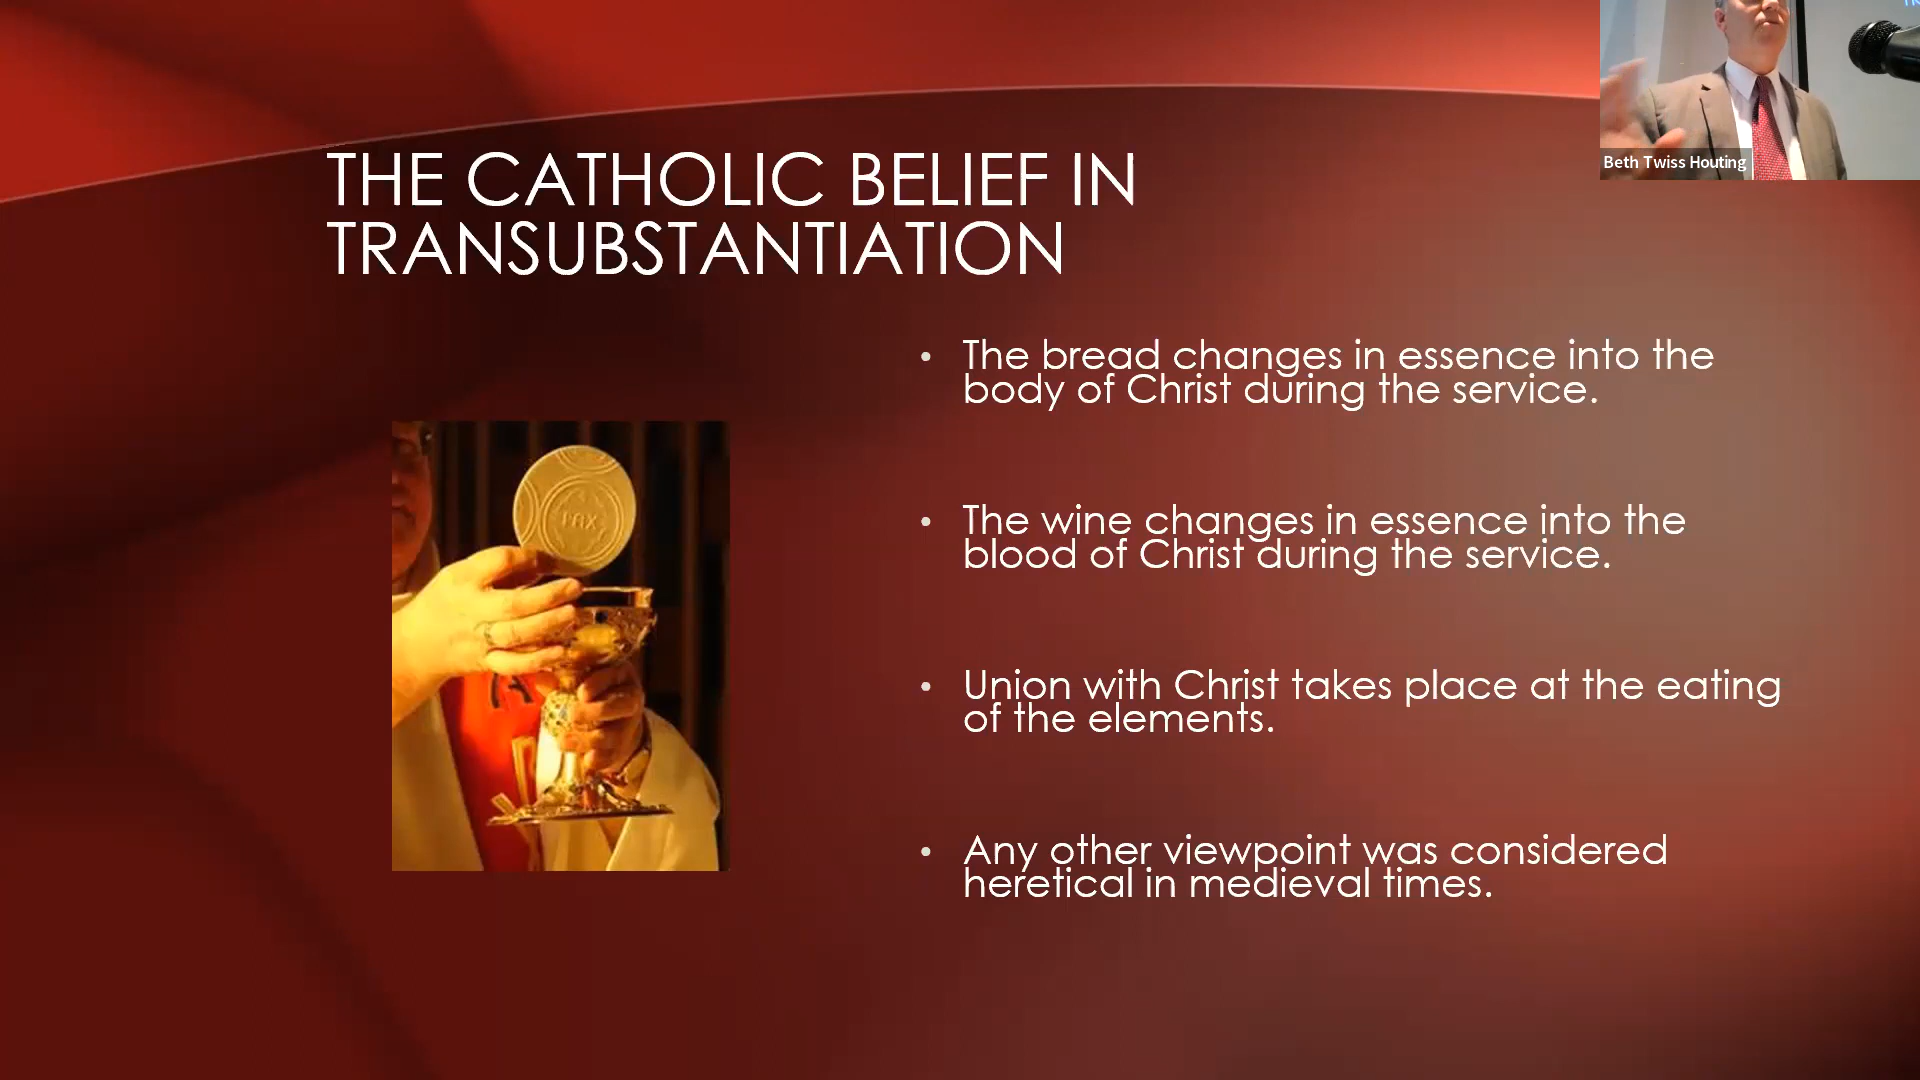 THE CATHOLIC BELIEF IN
TRANSUBSTANTIATION
Beth Twiss Houting
• The bread changes in essence into the
body of Christ during the service.
• The wine changes in essence into the
blood of Christ during the service.
• Union with Christ takes place at the eating
of the elements.
• Any other viewpoint was considered
heretical in medieval times.
PAX